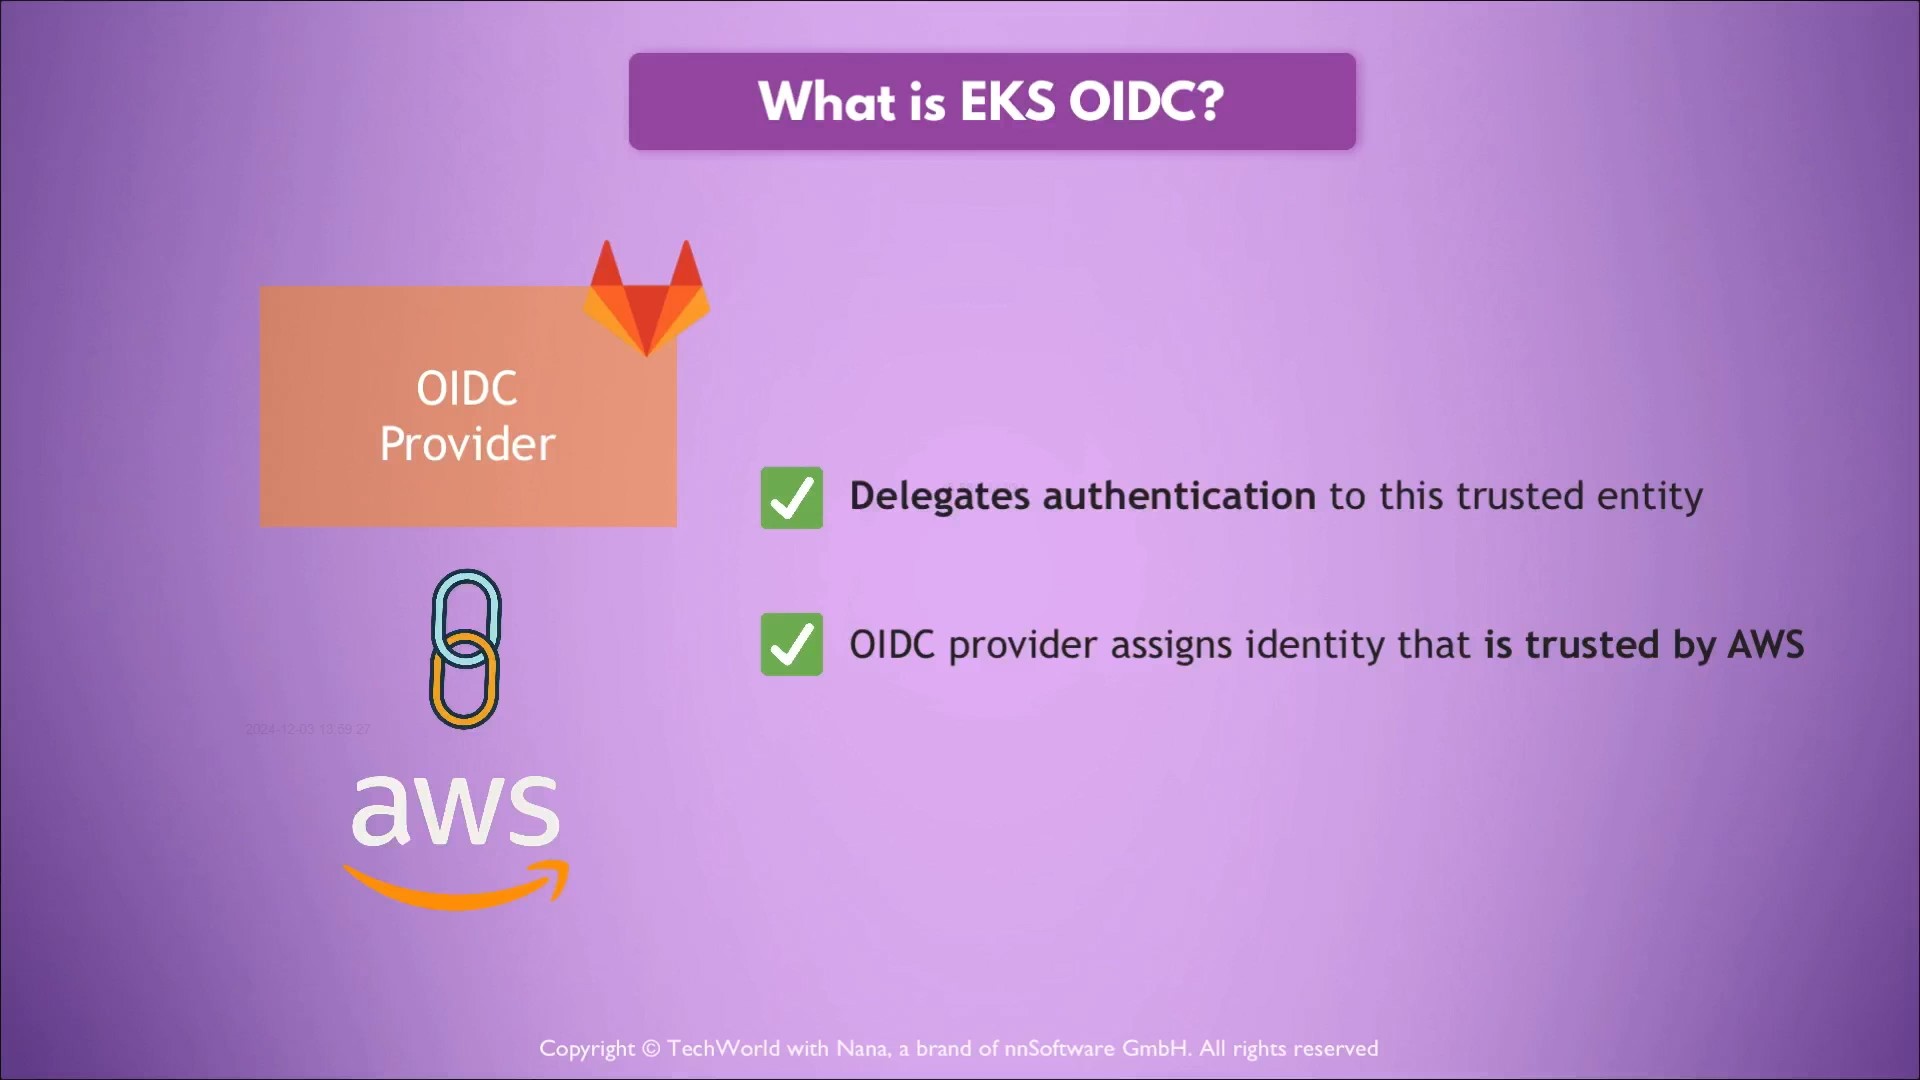 What is EKS OIDC?
OIDC
Provider
Delegates authentication to this trusted entity
OIDC provider assigns identity that is trusted by AWS
2024-12-03 13:59:27
aws
Copyright © TechWorld with Nana, a brand of nnSoftware GmbH. All rights reserved